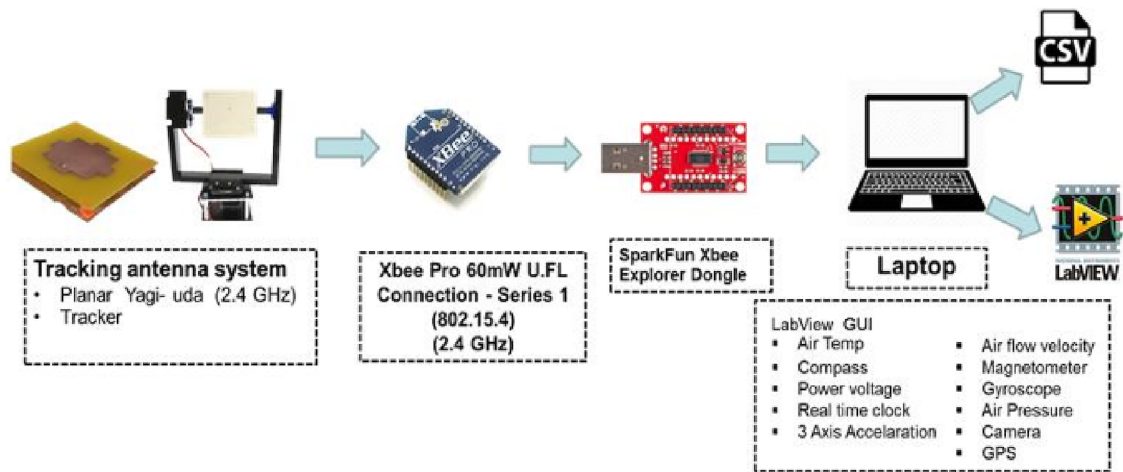 CSV
XBee
PRO
LabVIEW
Tracking antenna system
• Planar Yagi- uda (2.4 GHz)
• Tracker
Xbee Pro 60mW U.FL
Connection - Series 1
(802.15.4)
(2.4 GHz)
SparkFun Xbee
Explorer Dongle
Laptop
LabView GUI
▪ Air Temp
▪ Compass
▪ Power voltage
▪ Real time clock
▪ 3 Axis Accelaration
▪ Air flow velocity
▪ Magnetometer
▪ Gyroscope
▪ Air Pressure
▪ Camera
▪ GPS